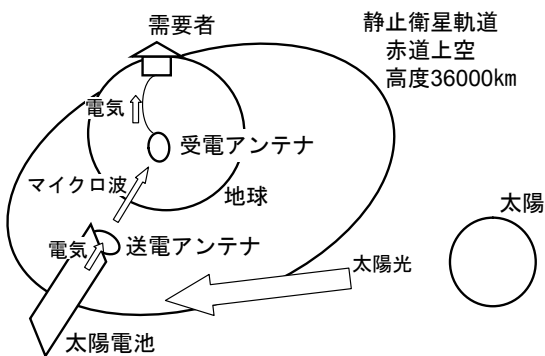 需要者
静止衛星軌道
赤道上空
高度36000km
電気
受電アンテナ
マイクロ波
地球
太陽
電気
送電アンテナ
太陽光
太陽電池